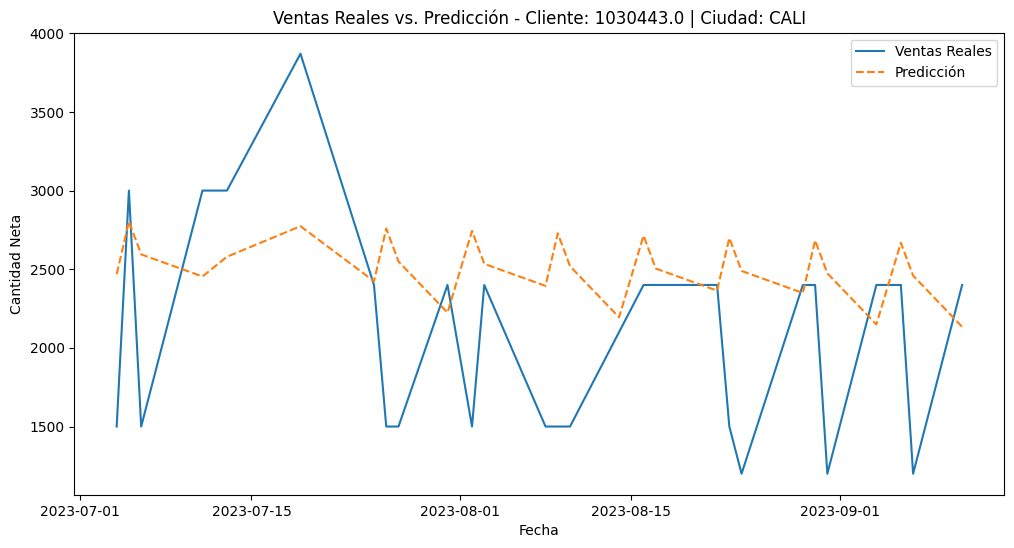 Ventas Reales vs. Predicción - Cliente: 1030443.0 | Ciudad: CALI
Ventas Reales
Predicción
Cantidad Neta
4000
3500
3000
2500
2000
1500
2023-07-01
2023-07-15
2023-08-01
2023-08-15
2023-09-01
Fecha